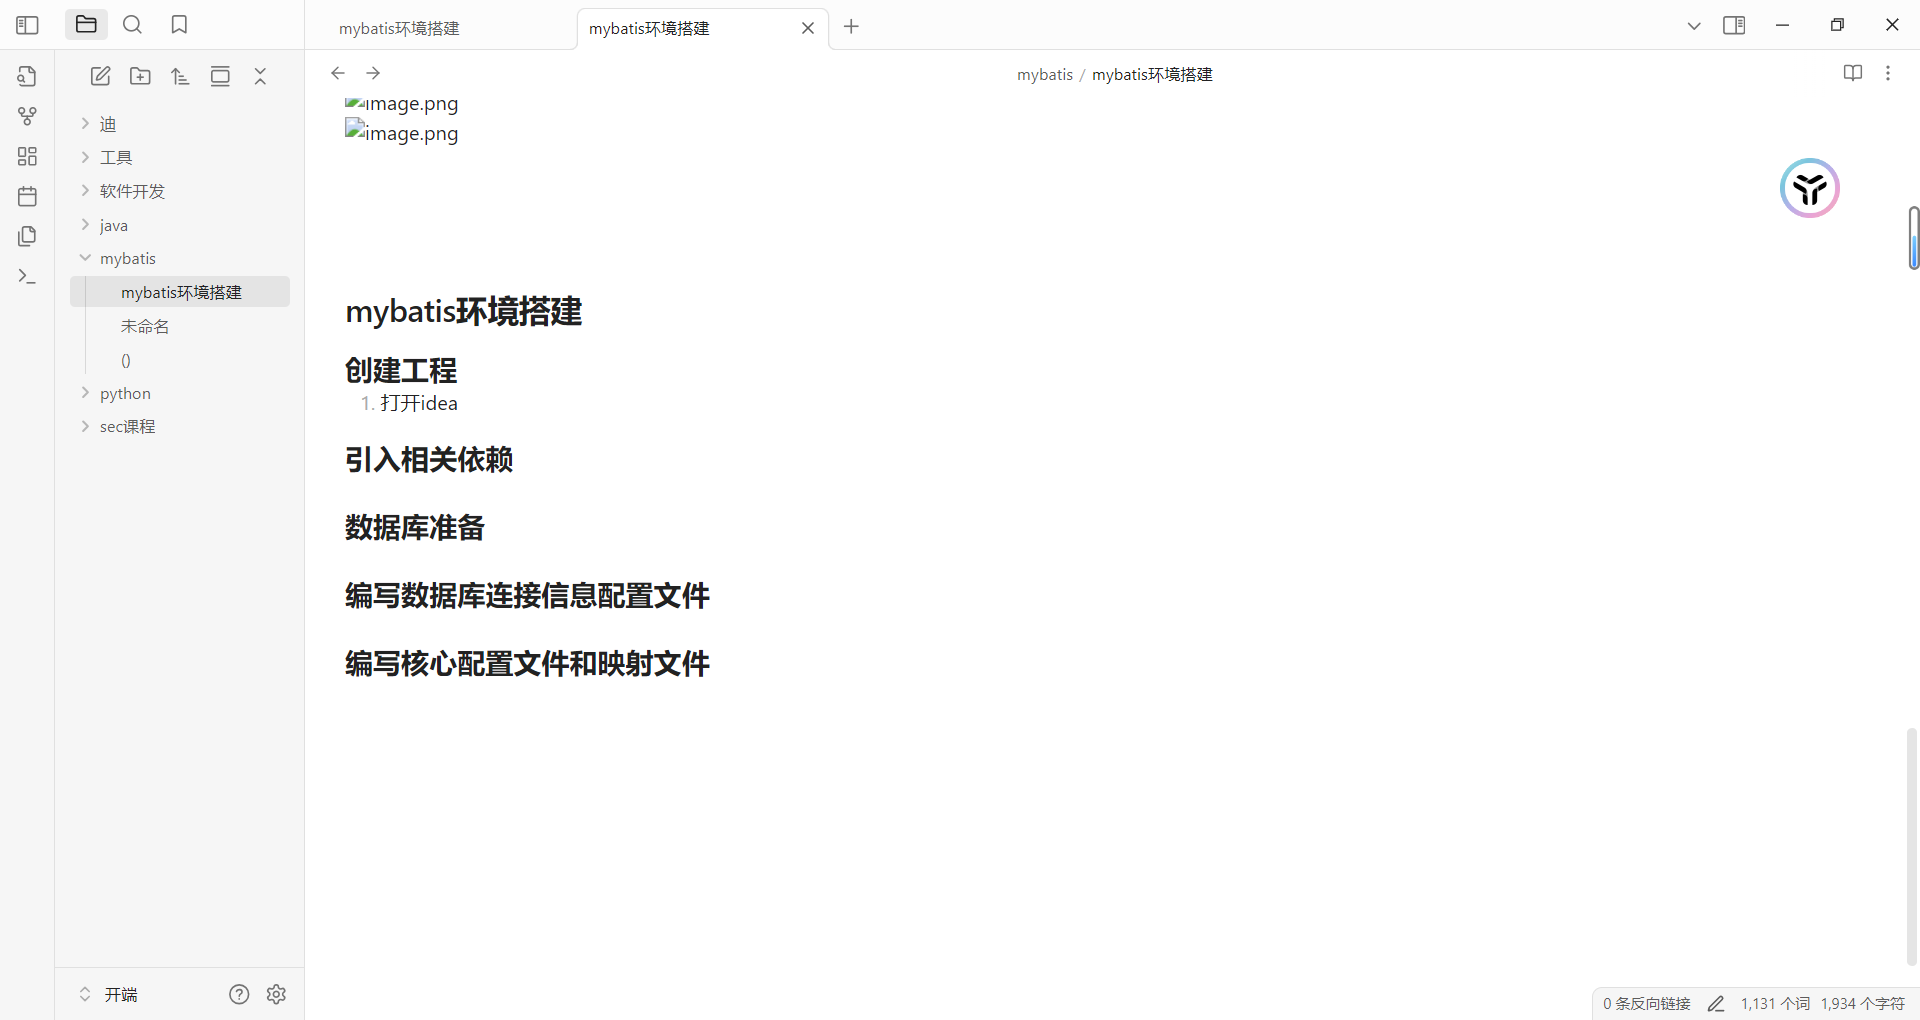 mybatis环境搭建
mybatis环境搭建
mybatis / mybatis环境搭建
迪
工具
软件开发
java
mybatis
mybatis环境搭建
未命名
()
python
sec课程
开端
image.png
image.png
mybatis环境搭建
创建工程
1. 打开idea
引入相关依赖
数据库准备
编写数据库连接信息配置文件
编写核心配置文件和映射文件
0 条反向链接 1,131 个词 1,934 个字符